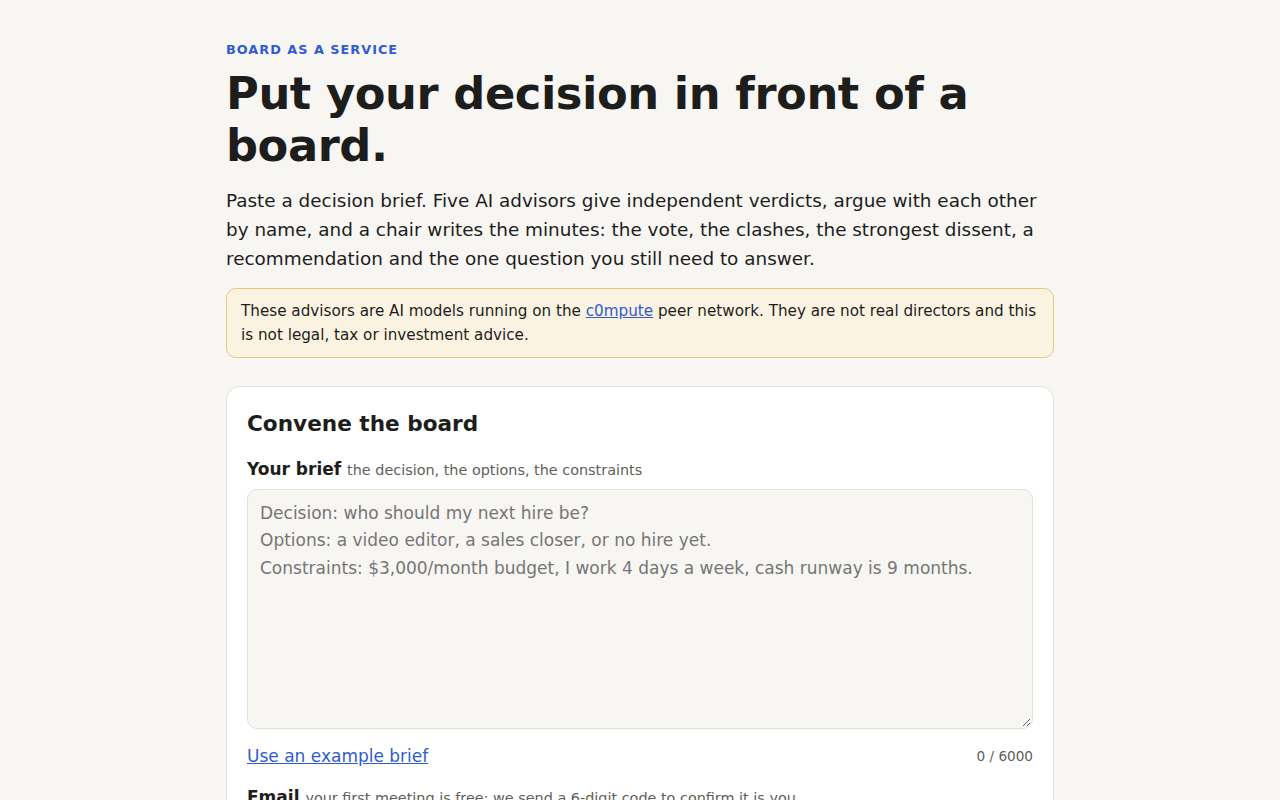 BOARD AS A SERVICE
Put your decision in front of a
board.
Paste a decision brief. Five AI advisors give independent verdicts, argue with each other
by name, and a chair writes the minutes: the vote, the clashes, the strongest dissent, a
recommendation and the one question you still need to answer.
These advisors are AI models running on the c0mpute peer network. They are not real directors and this
is not legal, tax or investment advice.
Convene the board
Your brief the decision, the options, the constraints
Decision: who should my next hire be?
Options: a video editor, a sales closer, or no hire yet.
Constraints: $3,000/month budget, I work 4 days a week, cash runway is 9 months.
Use an example brief 0 / 6000
Email your first meeting is free; we send a 6-digit code to confirm it is you